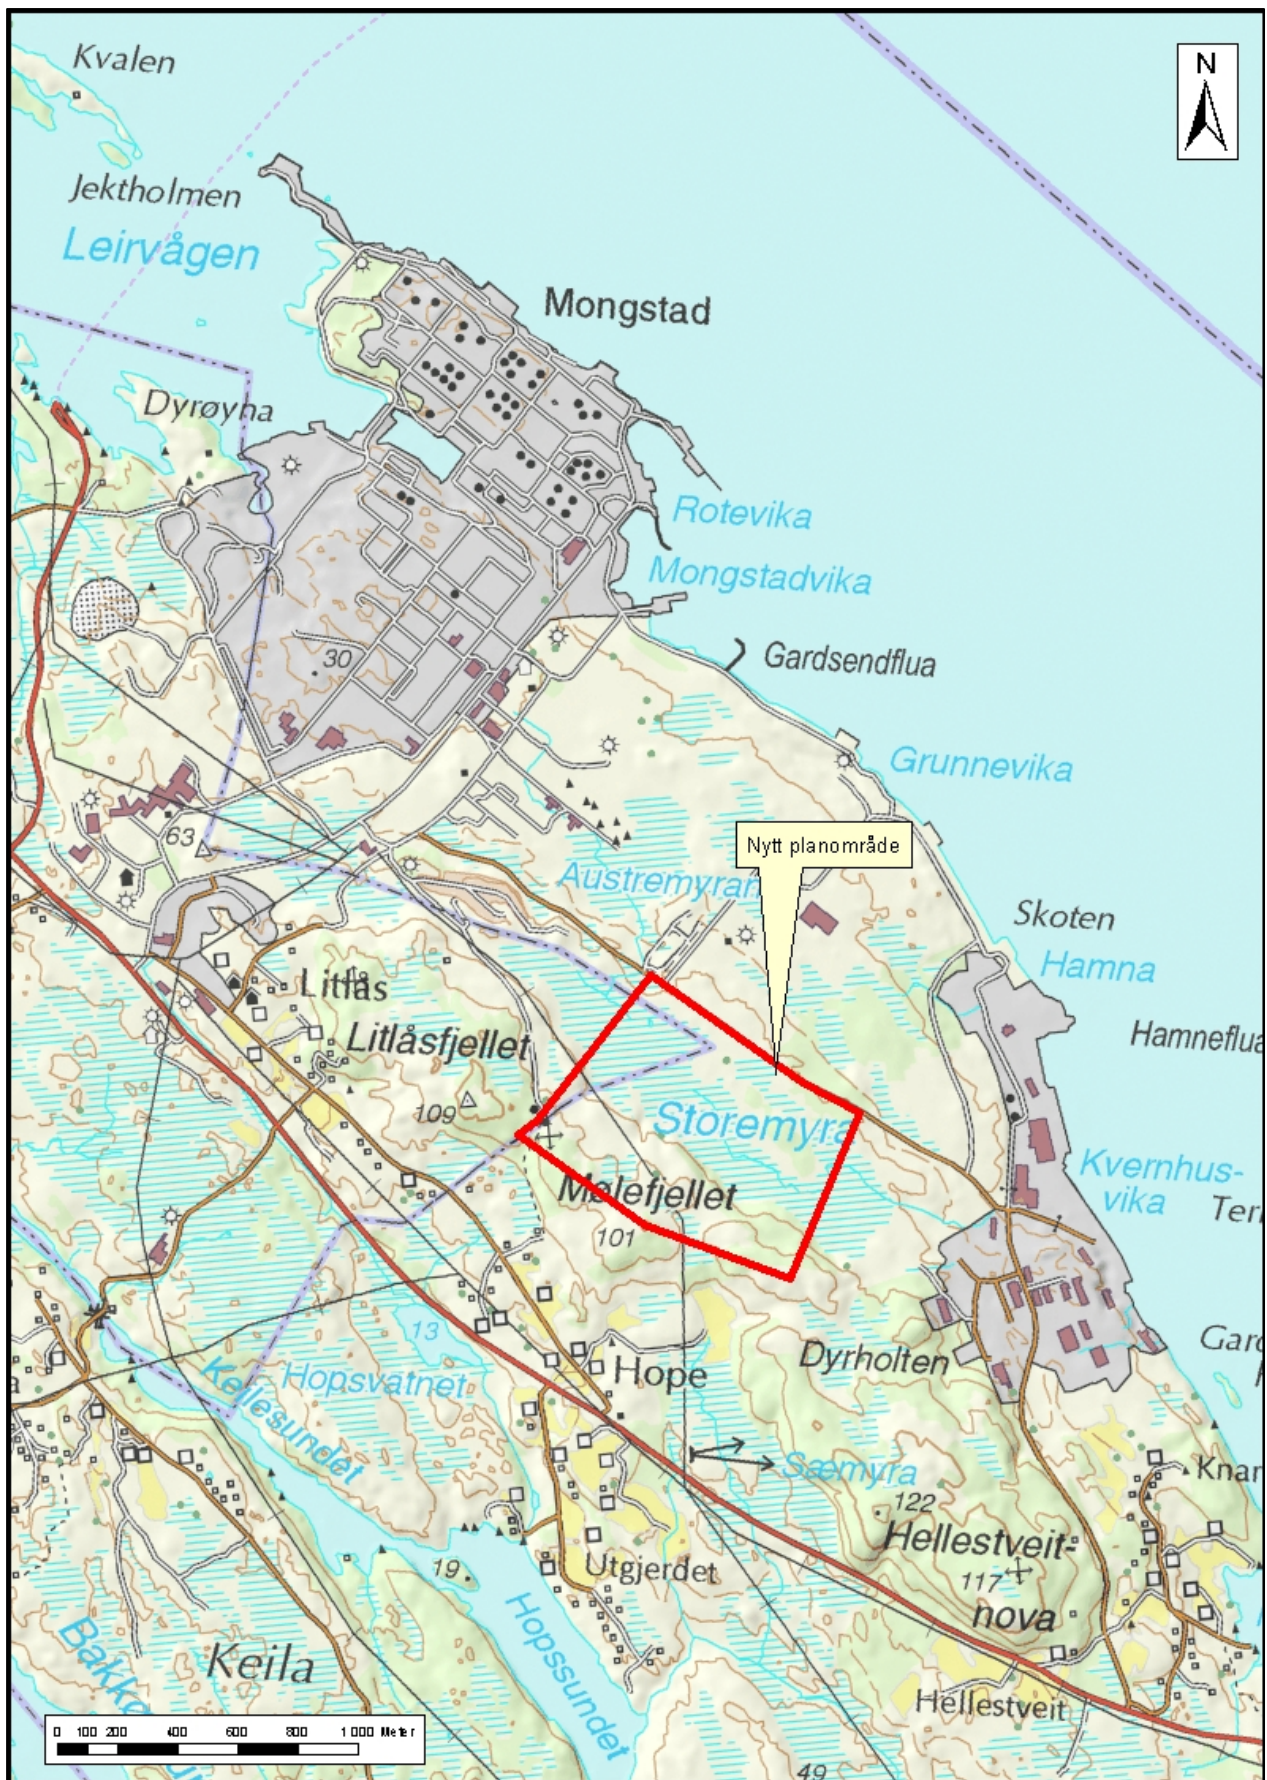 Kvalen
N
Jektholmen
Leirvågen
Mongstad
Dyrøyna
Rotevika
Mongstadvika
30
Gardsendflua
Grunnevika
63
Nytt planområde
Austremyran
Skoten
Litlås
Hamna
Litlåsfjellet
Hamneflua
109
Storemyra
Kvernhus-
vika
Mølefjellet
101
13
Keilesundet
Hopsvatnet
Hope
Dyrholten
Sæmyra
122
Knar
Hellestveit-
nova
117
19
Utgjerdet
Hopssundet
Keila
Hellestveit
49
0 100 200 400 600 800 1 000 Meter